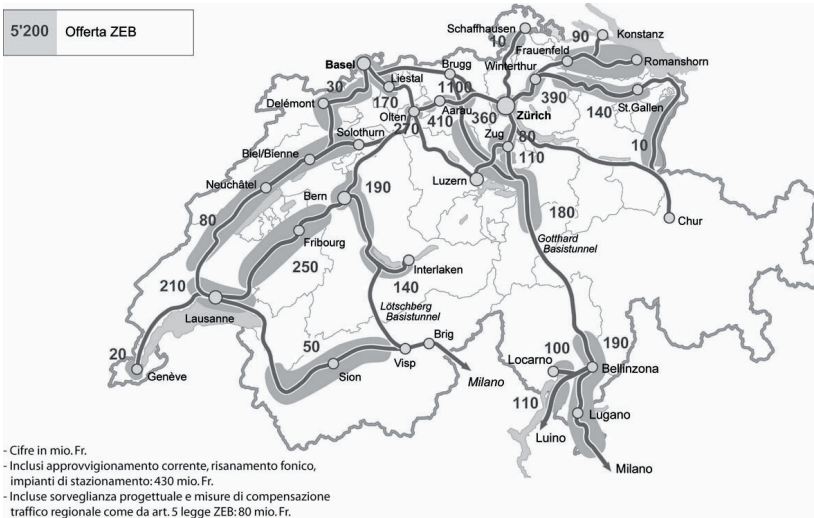 5'200 Offerta ZEB
Schaffhausen
Konstanz
10
90
Frauenfeld
Basel
Brugg
Winterthur
Romanshorn
30
Liestal
1100
390
Delémont
170
Aarau
360
Zürich
140
St.Gallen
Olten
410
270
Solothurn
Zug
80
10
Biel/Bienne
110
Luzern
Neuchâtel
Bern
190
180
Chur
80
Fribourg
Gotthard
Basistunnel
250
Interlaken
210
140
Lausanne
Lötschberg
Basistunnel
50
Brig
100
190
20
Locarno
Genève
Sion
Visp
Bellinzona
Milano
110
Lugano
Luino
Milano
- Cifre in mio. Fr.
- Inclusi approvvigionamento corrente, risanamento fonico,
impianti di stazionamento: 430 mio. Fr.
- Incluse sorveglianza progettuale e misure di compensazione
traffico regionale come da art. 5 legge ZEB: 80 mio. Fr.